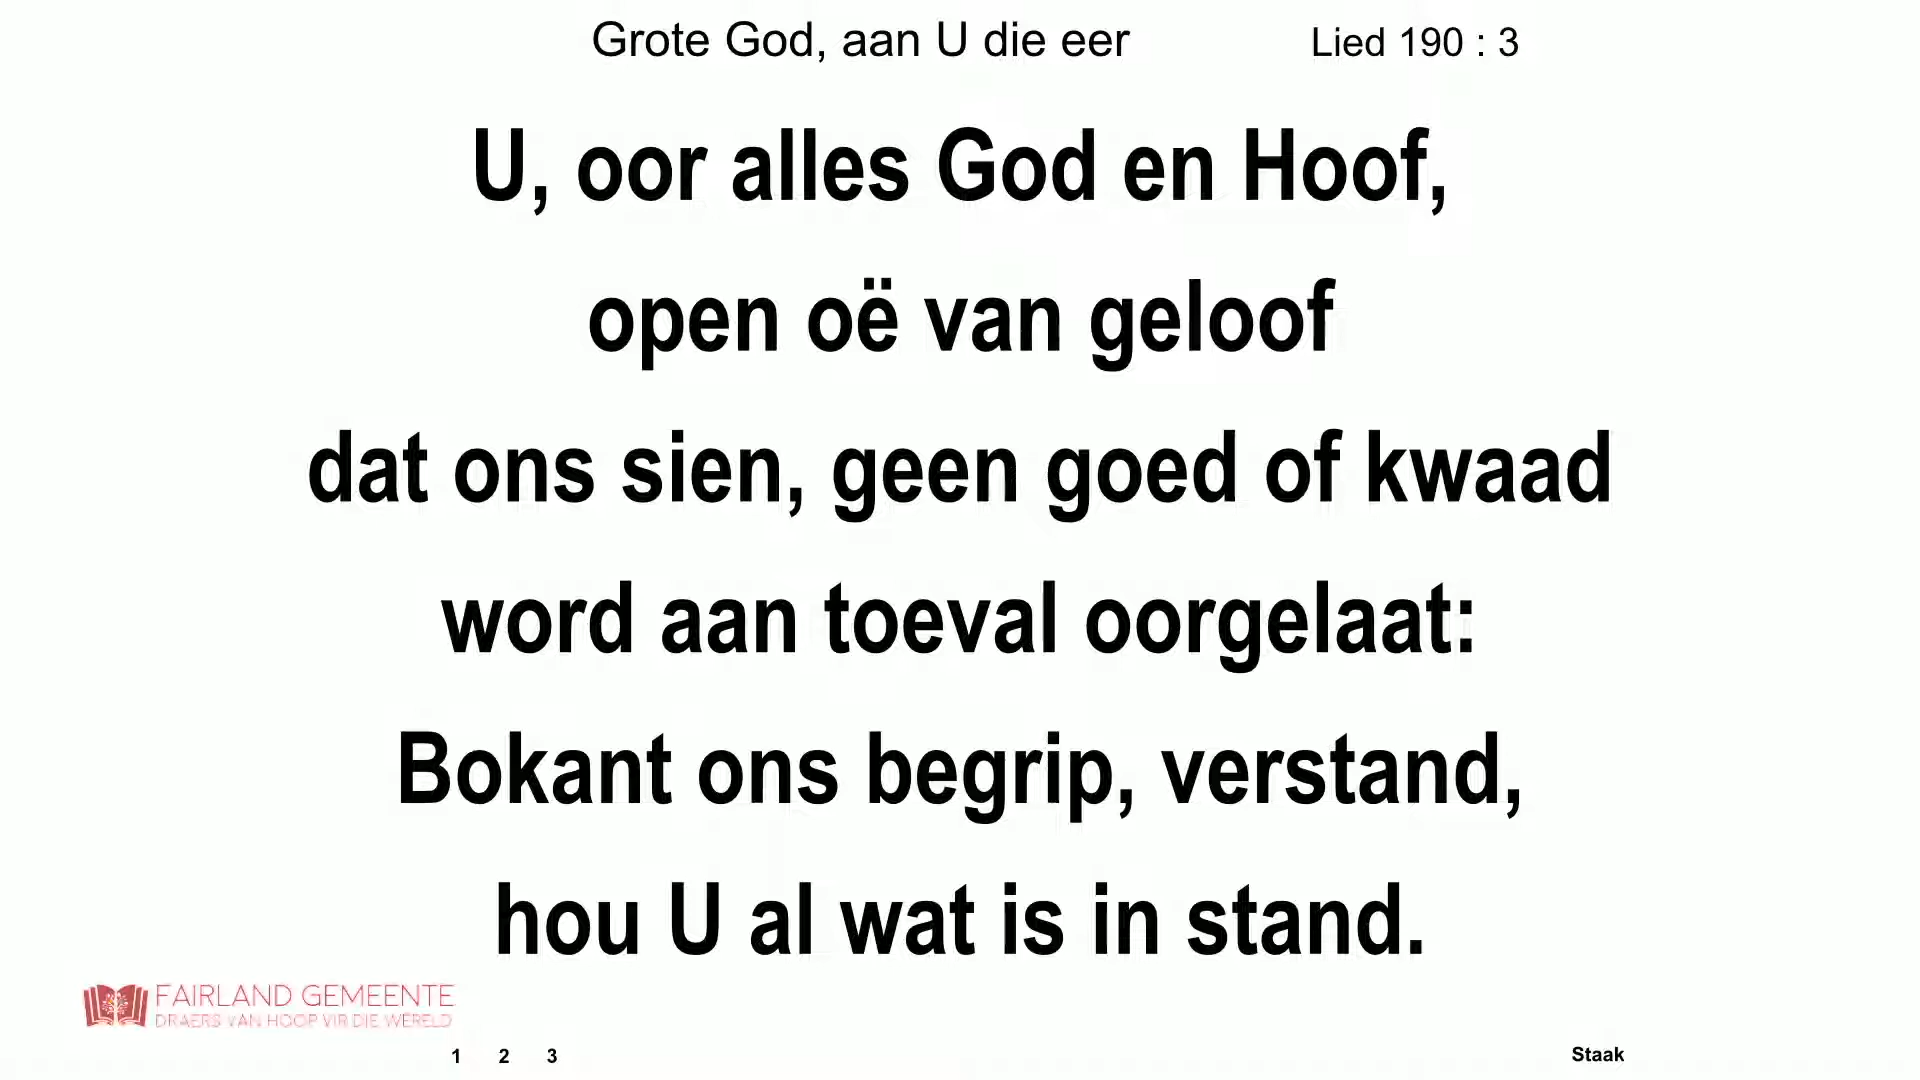 Grote God, aan U die eer
Lied 190 : 3
U, oor alles God en Hoof,
open oë van geloof
dat ons sien, geen goed of kwaad
word aan toeval oorgelaat:
Bokant ons begrip, verstand,
hou U al wat is in stand.
FAIRLAND GEMEENTE
DRAERS VAN HOOP VIR DIE WÊRELD
1 2 3
Staak